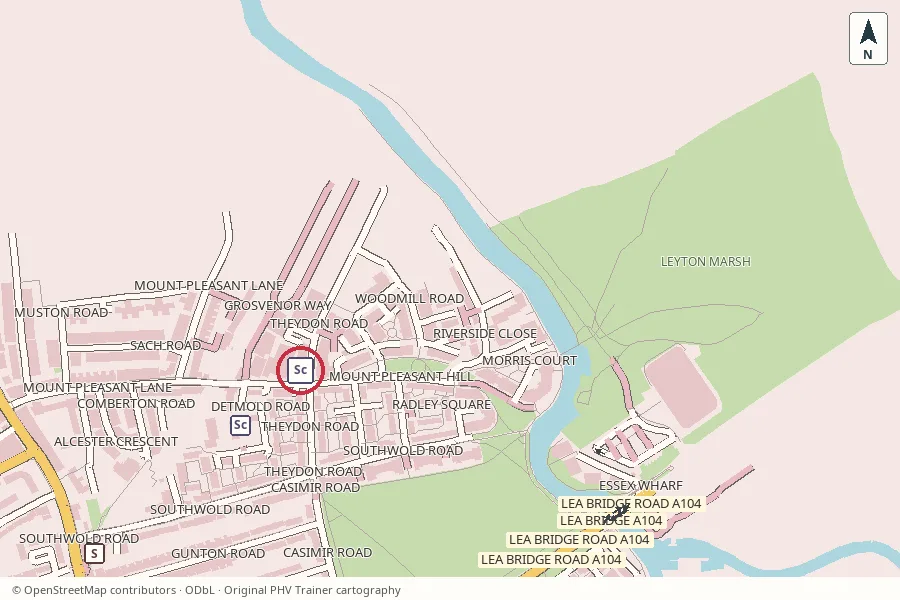 N
LEYTON MARSH
MOUNT PLEASANT LANE
GROSVENOR WAY
WOODMILL ROAD
MUSTON ROAD
THEYDON ROAD
RIVERSIDE CLOSE
SACH ROAD
MORRIS COURT
Sc
MOUNT PLEASANT HILL
MOUNT PLEASANT LANE
COMBERTON ROAD
DETMOLD ROAD
RADLEY SQUARE
Sc
THEYDON ROAD
ALCESTER CRESCENT
SOUTHWOLD ROAD
THEYDON ROAD
CASIMIR ROAD
ESSEX WHARF
LEA BRIDGE ROAD A104
SOUTHWOLD ROAD
LEA BRIDGE A104
SOUTHWOLD ROAD
LEA BRIDGE ROAD A104
S
GUNTON ROAD
CASIMIR ROAD
LEA BRIDGE ROAD A104
© OpenStreetMap contributors · ODbL · Original PHV Trainer cartography